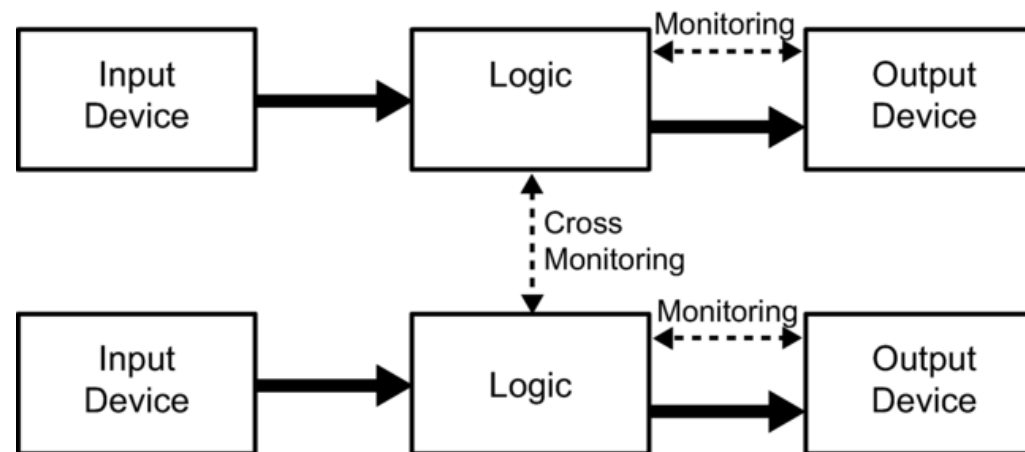 Monitoring
Input
Device
Logic
Output
Device
Cross
Monitoring
Monitoring
Input
Device
Logic
Output
Device